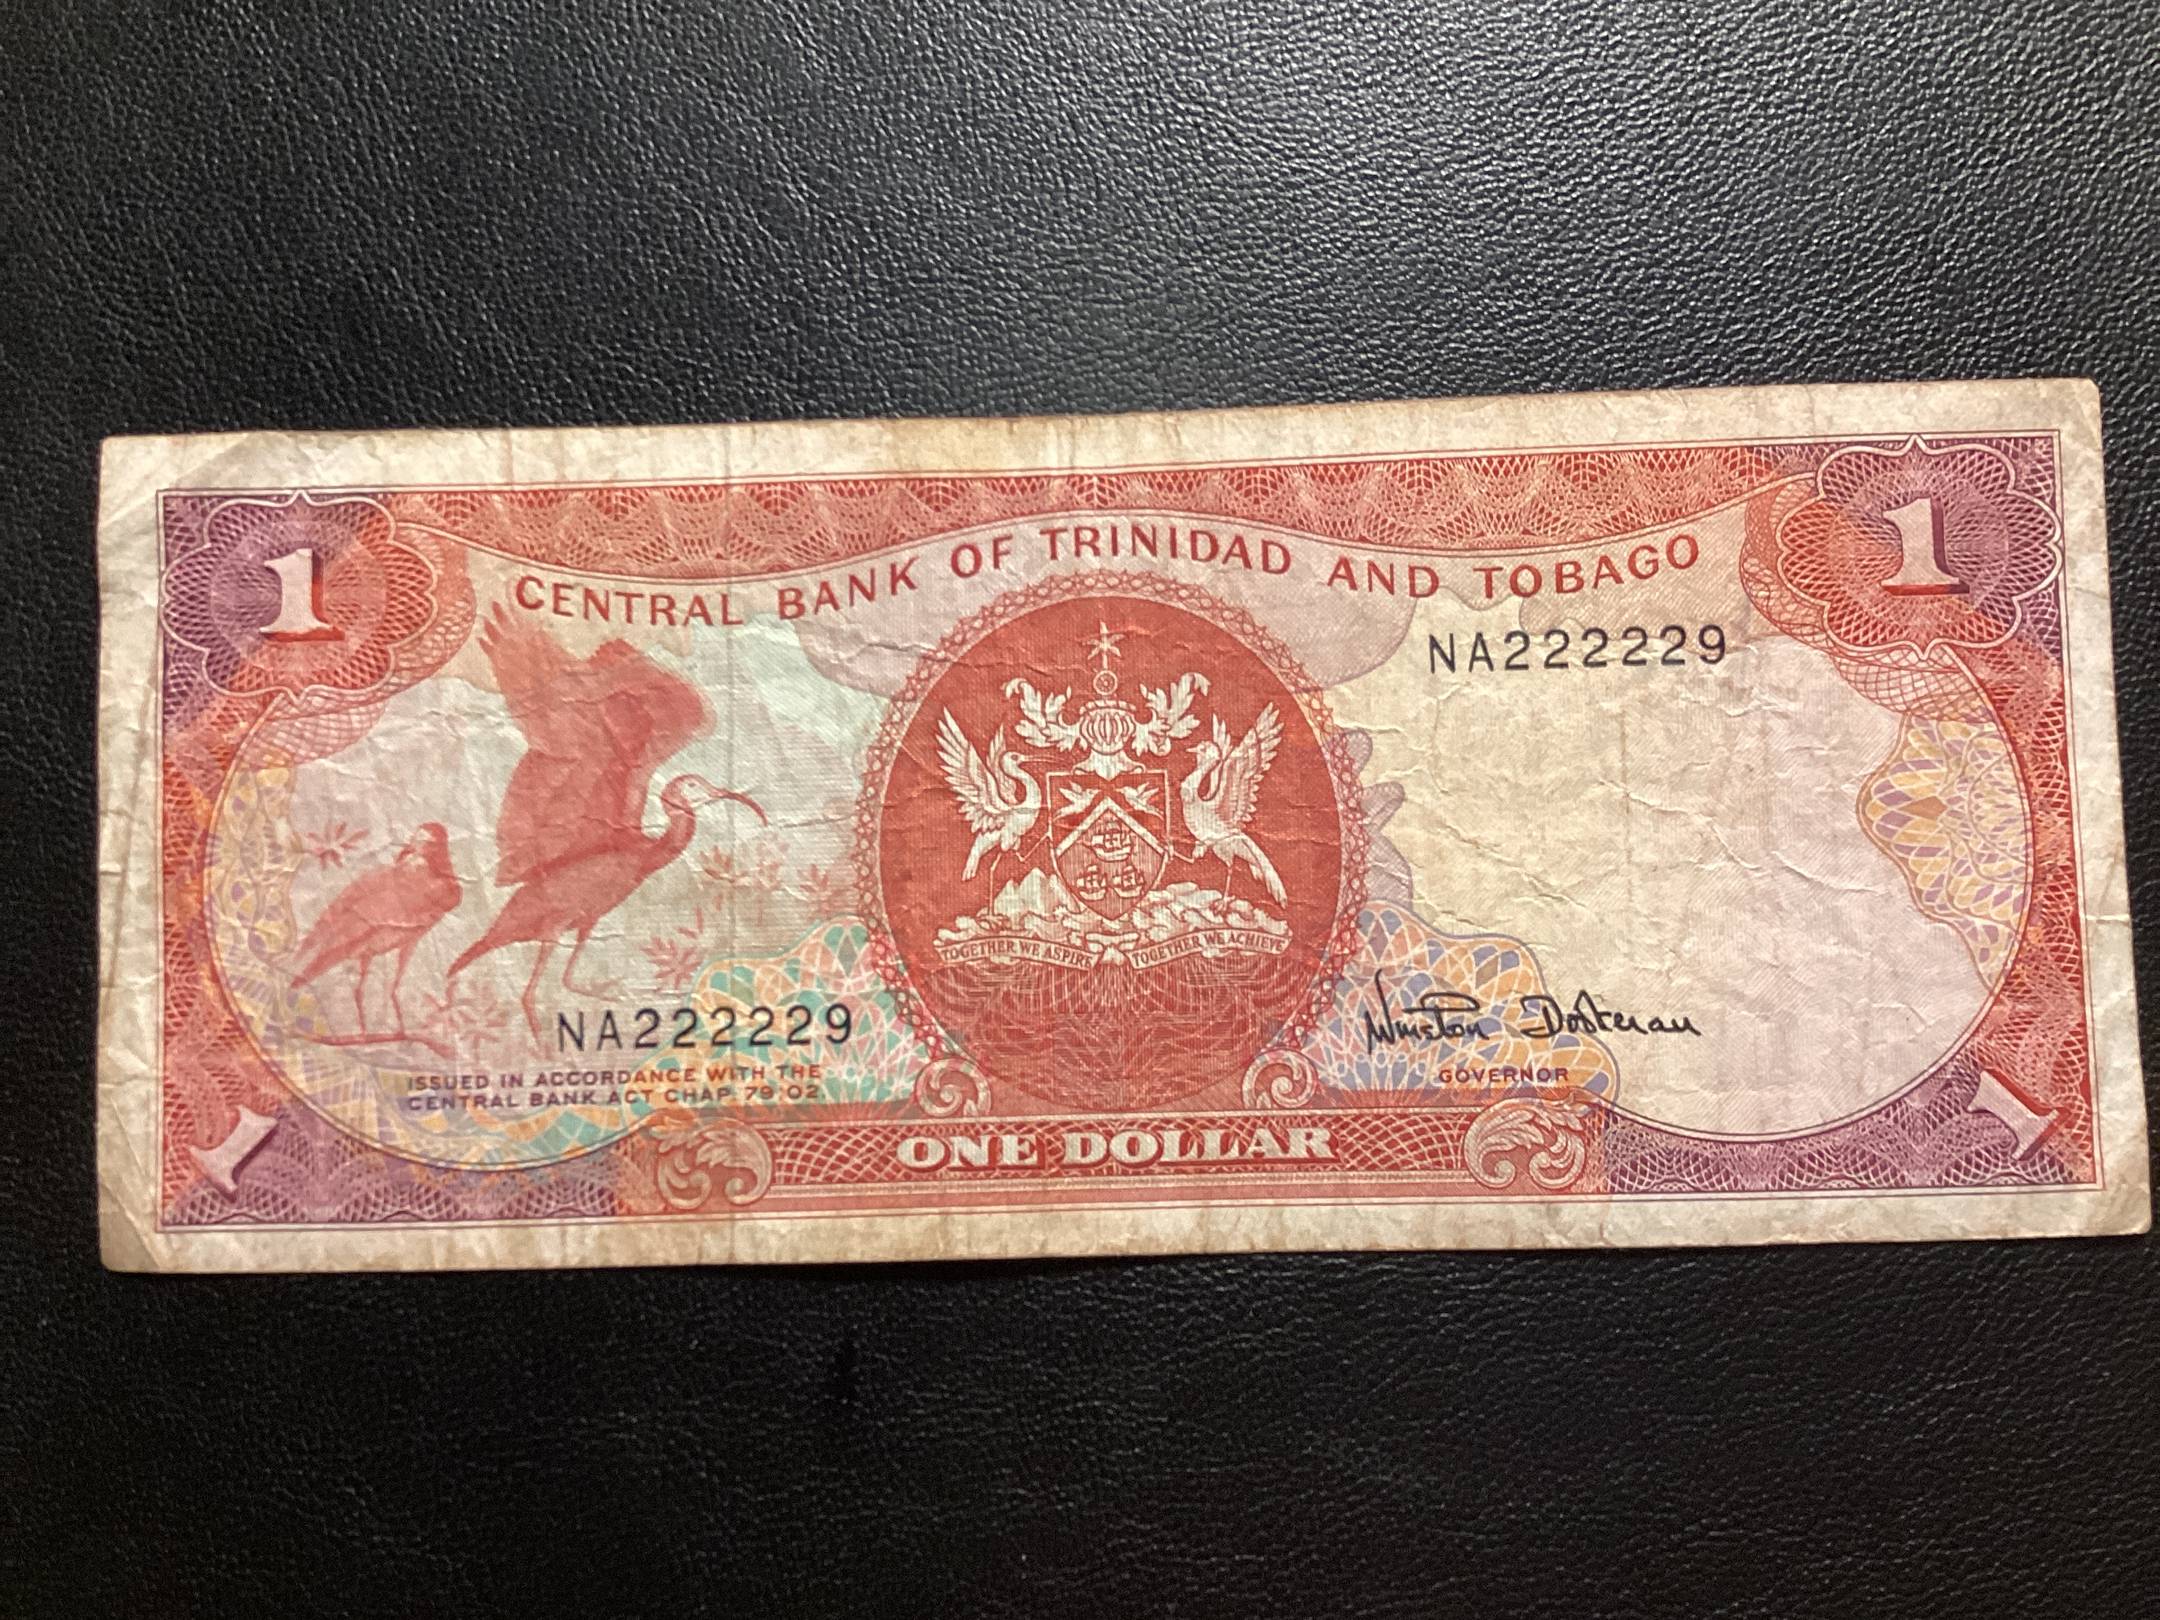 1
1
CENTRAL BANK OF TRINIDAD AND TOBAGO
NA222229
TOGETHER WE ASPIRE TOGETHER WE ACHIEVE
NA222229
Winston Dookeran
ISSUED IN ACCORDANCE WITH THE
CENTRAL BANK ACT CHAP. 79:02.
GOVERNOR
1
ONE DOLLAR
1